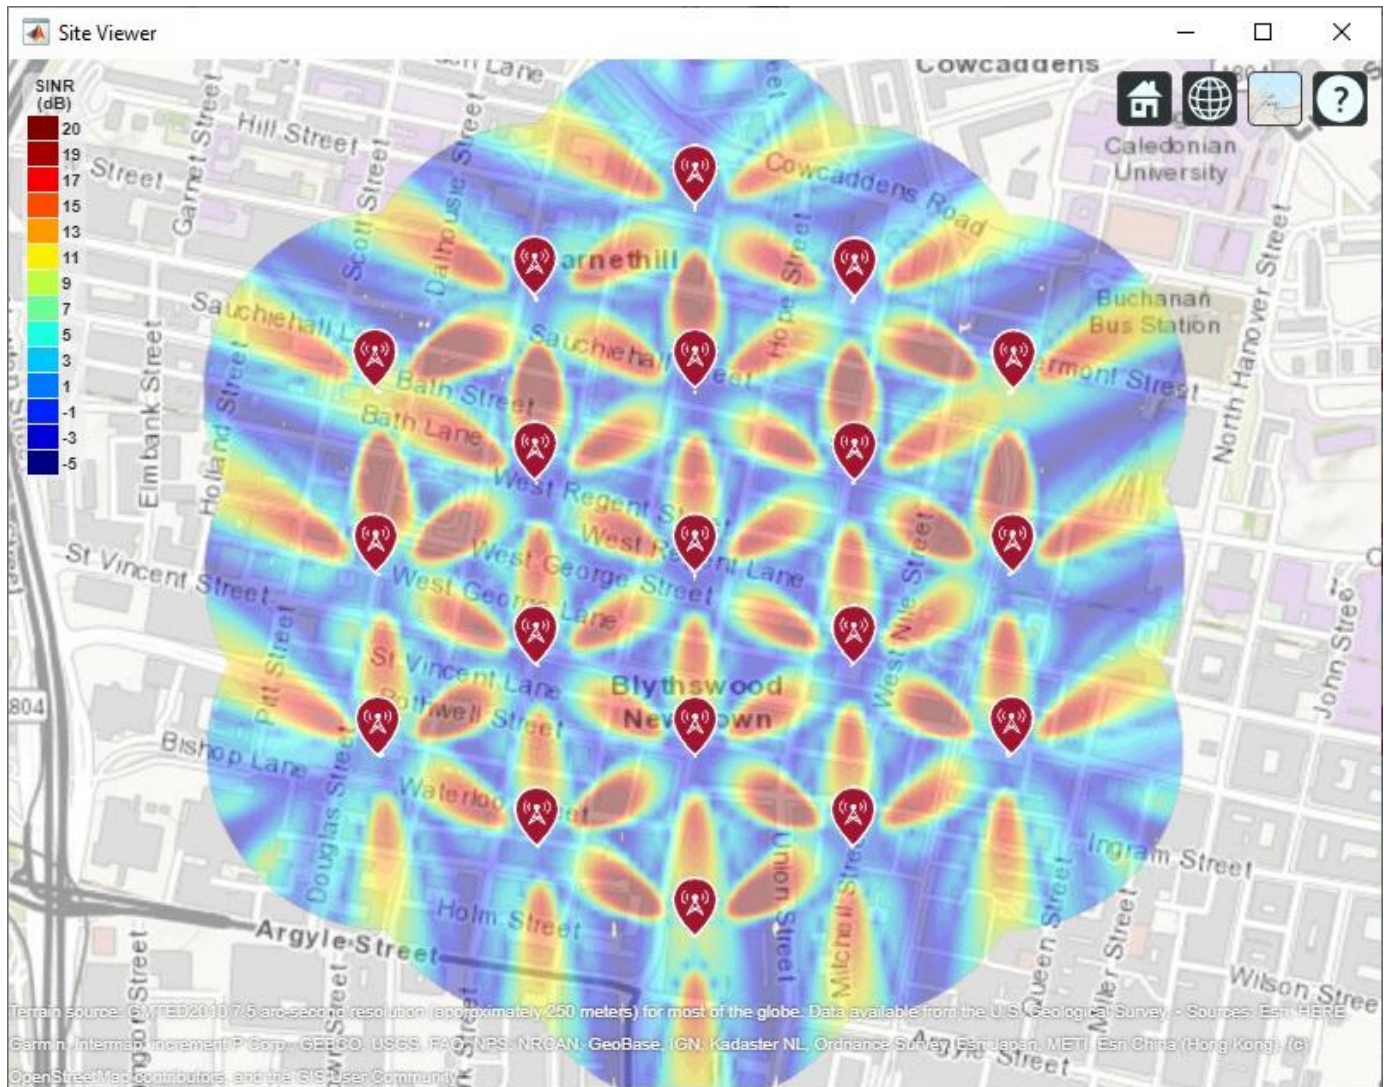 Site Viewer
Cowcaddens
Lane
SINR
(dB)
20
19
17
15
13
11
9
7
5
3
1
-1
-3
-5
?
Hill Street
Garnet Street
Street
Scott Street
Dalhouse Street
Caledonian
University
Cowcaddens Road
arnethill
Hope Street
Buchanan
Bus Station
North Hanover Street
Sauchiehall
Sauchiehall
eet
ermont Street
Elmbank Street
Holland Street
Bath Street
Bath Lane
West Regent Street
West Regent Lane
West George Street
West George Lane
West Nile Street
St Vincent Street
St Vincent Lane
Pitt Street
John Stree
804
Blythswood
New Town
Bothwell Street
Bishop Lane
Douglas Street
Waterloo Street
Union Street
Mitchell Street
Ingram Street
Queen Street
Miller Street
Holm Street
Argyle Street
Wilson Stree
Terrain source: GMTED2010 7.5 arc-second resolution (approximately 250 meters) for most of the globe. Data available from the U.S. Geological Survey. • Sources: Esri, HERE,
Garmin, Intermap, increment P Corp., GEBCO, USGS, FAO, NPS, NRCAN, GeoBase, IGN, Kadaster NL, Ordnance Survey, Esri Japan, METI, Esri China (Hong Kong), (c)
OpenStreetMap contributors, and the GIS User Community
Argyle Street